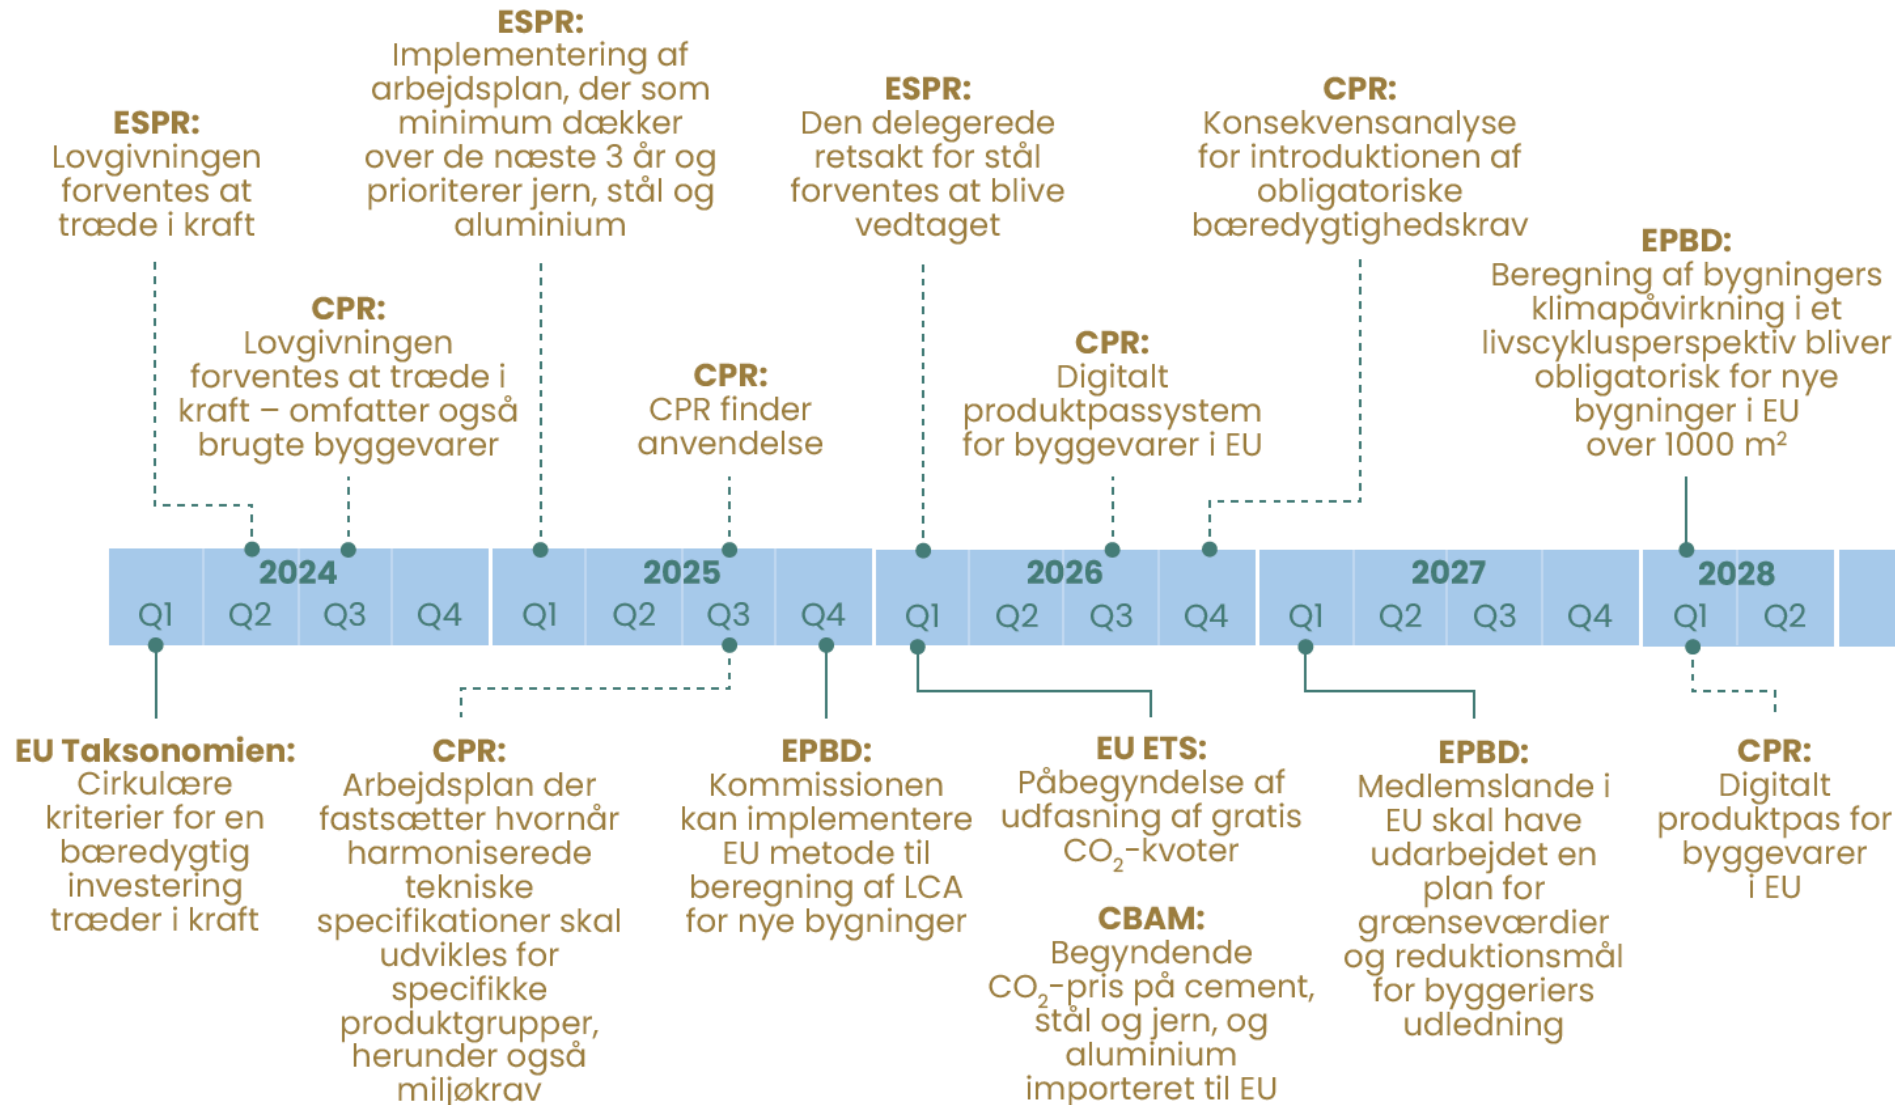 ESPR:
Lovgivningen
forventes at
træde i kraft
CPR:
Lovgivningen
forventes at træde i
kraft – omfatter også
brugte byggevarer
ESPR:
Implementering af
arbejdsplan, der som
minimum dækker
over de næste 3 år og
prioriterer jern, stål og
aluminium
CPR:
CPR finder
anvendelse
ESPR:
Den delegerede
retsakt for stål
forventes at blive
vedtaget
CPR:
Digitalt
produktpassystem
for byggevarer i EU
CPR:
Konsekvensanalyse
for introduktionen af
obligatoriske
bæredygtighedskrav
EPBD:
Beregning af bygningers
klimapåvirkning i et
livscyklusperspektiv bliver
obligatorisk for nye
bygninger i EU
over 1000 m²
2024 2025 2026 2027 2028
Q1 Q2 Q3 Q4 Q1 Q2 Q3 Q4 Q1 Q2 Q3 Q4 Q1 Q2 Q3 Q4 Q1 Q2
EU Taksonomien:
Cirkulære
kriterier for en
bæredygtig
investering
træder i kraft
CPR:
Arbejdsplan der
fastsætter hvornår
harmoniserede
tekniske
specifikationer skal
udvikles for
specifikke
produktgrupper,
herunder også
miljøkrav
EPBD:
Kommissionen
kan implementere
EU metode til
beregning af LCA
for nye bygninger
EU ETS:
Påbegyndelse af
udfasning af gratis
CO₂-kvoter
CBAM:
Begyndende
CO₂-pris på cement,
stål og jern, og
aluminium
importeret til EU
EPBD:
Medlemslande i
EU skal have
udarbejdet en
plan for
grænseværdier
og reduktionsmål
for byggeriers
udledning
CPR:
Digitalt
produktpas for
byggevarer
i EU